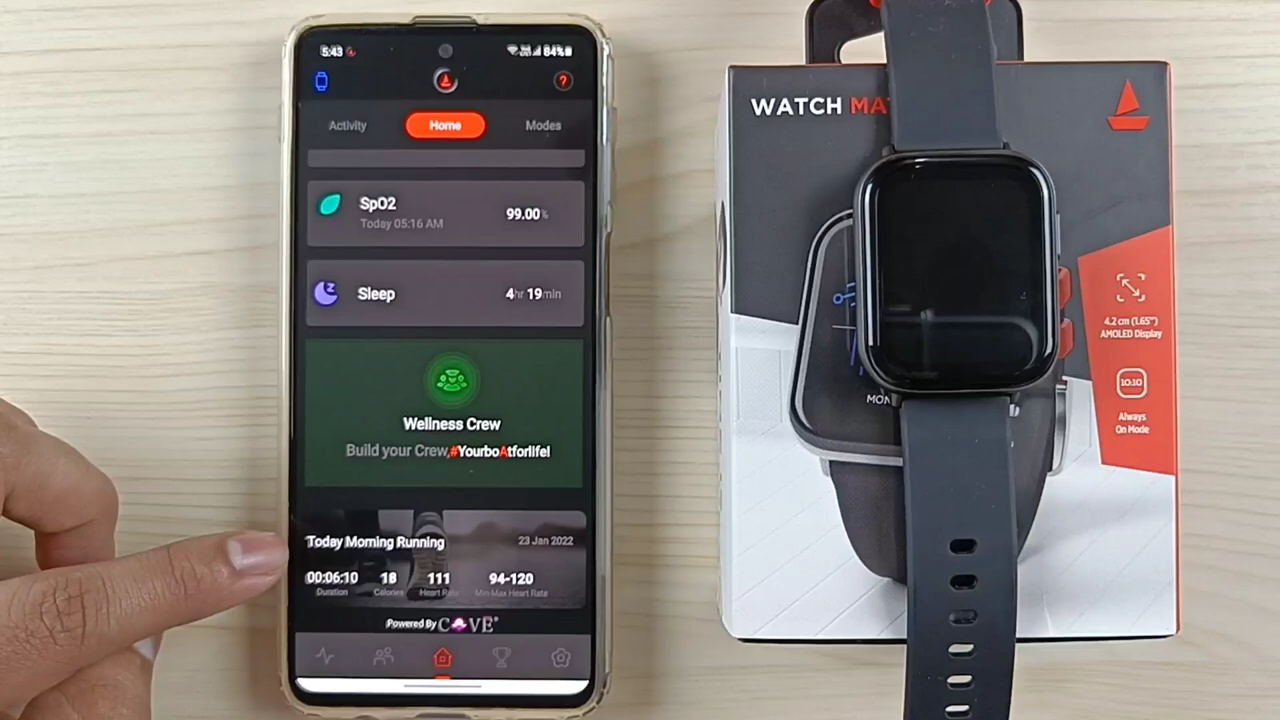 5:43
84%
?
Activity
Home
Modes
SpO2
Today 05:16 AM
99.00%
Sleep
4hr 19min
Wellness Crew
Build your Crew,#YourboAtforlife!
Today Morning Running
23 Jan 2022
00:06:10
18
111
94-120
Duration
Calories
Heart Rate
Min-Max Heart Rate
Powered By COVE
WATCH MA
4.2 cm (1.65")
AMOLED Display
10:10
Always
On Mode
MON